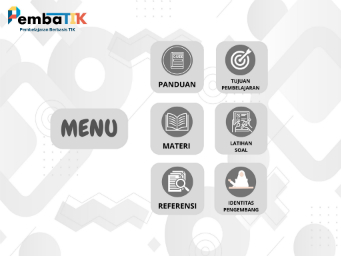 PembaTIK
Pembelajaran Berbasis TIK
MENU
PANDUAN
TUJUAN
PEMBELAJARAN
MATERI
LATIHAN
SOAL
REFERENSI
IDENTITAS
PENGEMBANG